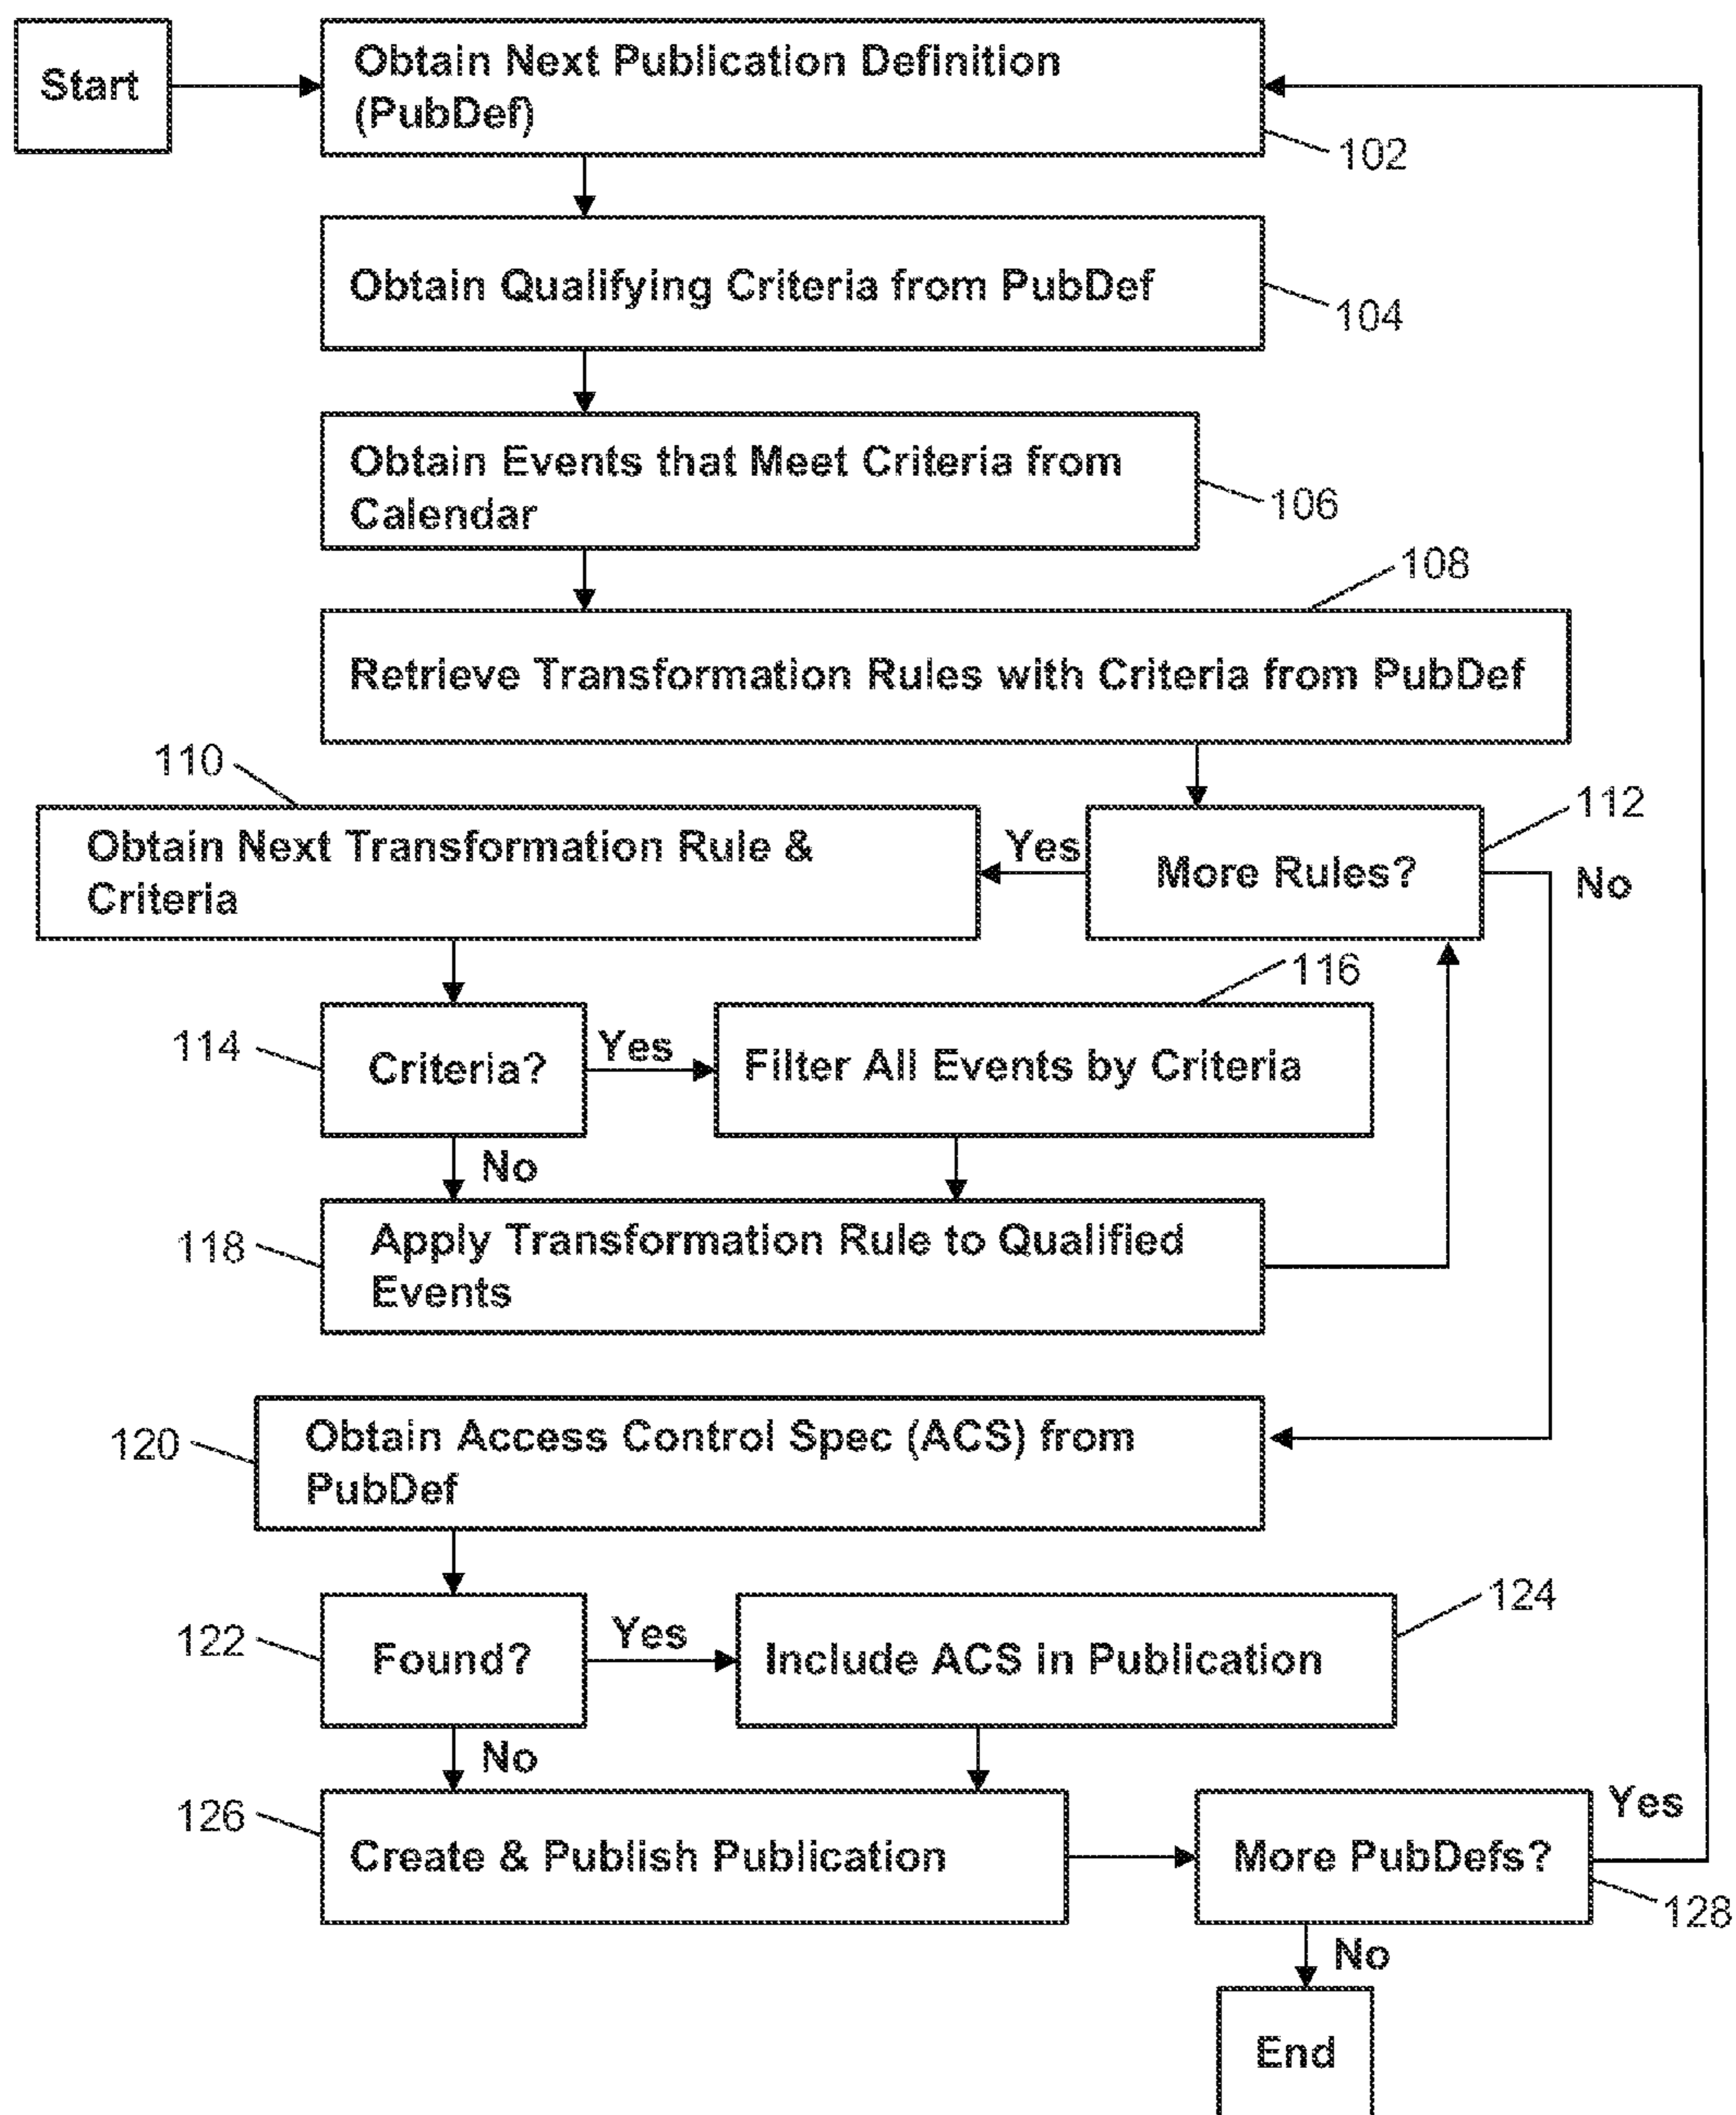 Start
Obtain Next Publication Definition
(PubDef)
102
Obtain Qualifying Criteria from PubDef
104
Obtain Events that Meet Criteria from
Calendar
106
108
Retrieve Transformation Rules with Criteria from PubDef
110
Obtain Next Transformation Rule &
Criteria
Yes
More Rules?
112
No
114
Criteria?
Yes
116
Filter All Events by Criteria
No
118
Apply Transformation Rule to Qualified
Events
120
Obtain Access Control Spec (ACS) from
PubDef
122
Found?
Yes
124
Include ACS in Publication
No
126
Create & Publish Publication
More PubDefs?
Yes
128
No
End